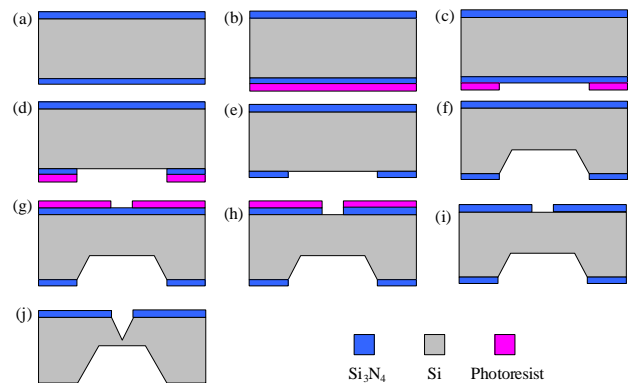 (a) (b) (c)
(d) (e) (f)
(g) (h) (i)
(j)
Si₃N₄ Si Photoresist